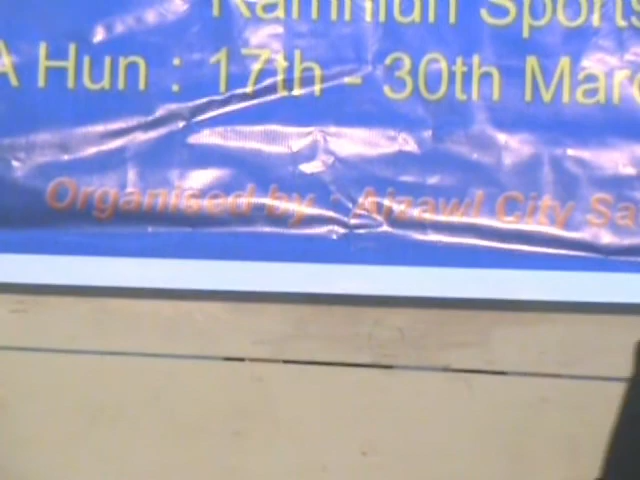 Ramhlun Sports
A Hun : 17th - 30th Marc
Organised by : Aizawl City Sa